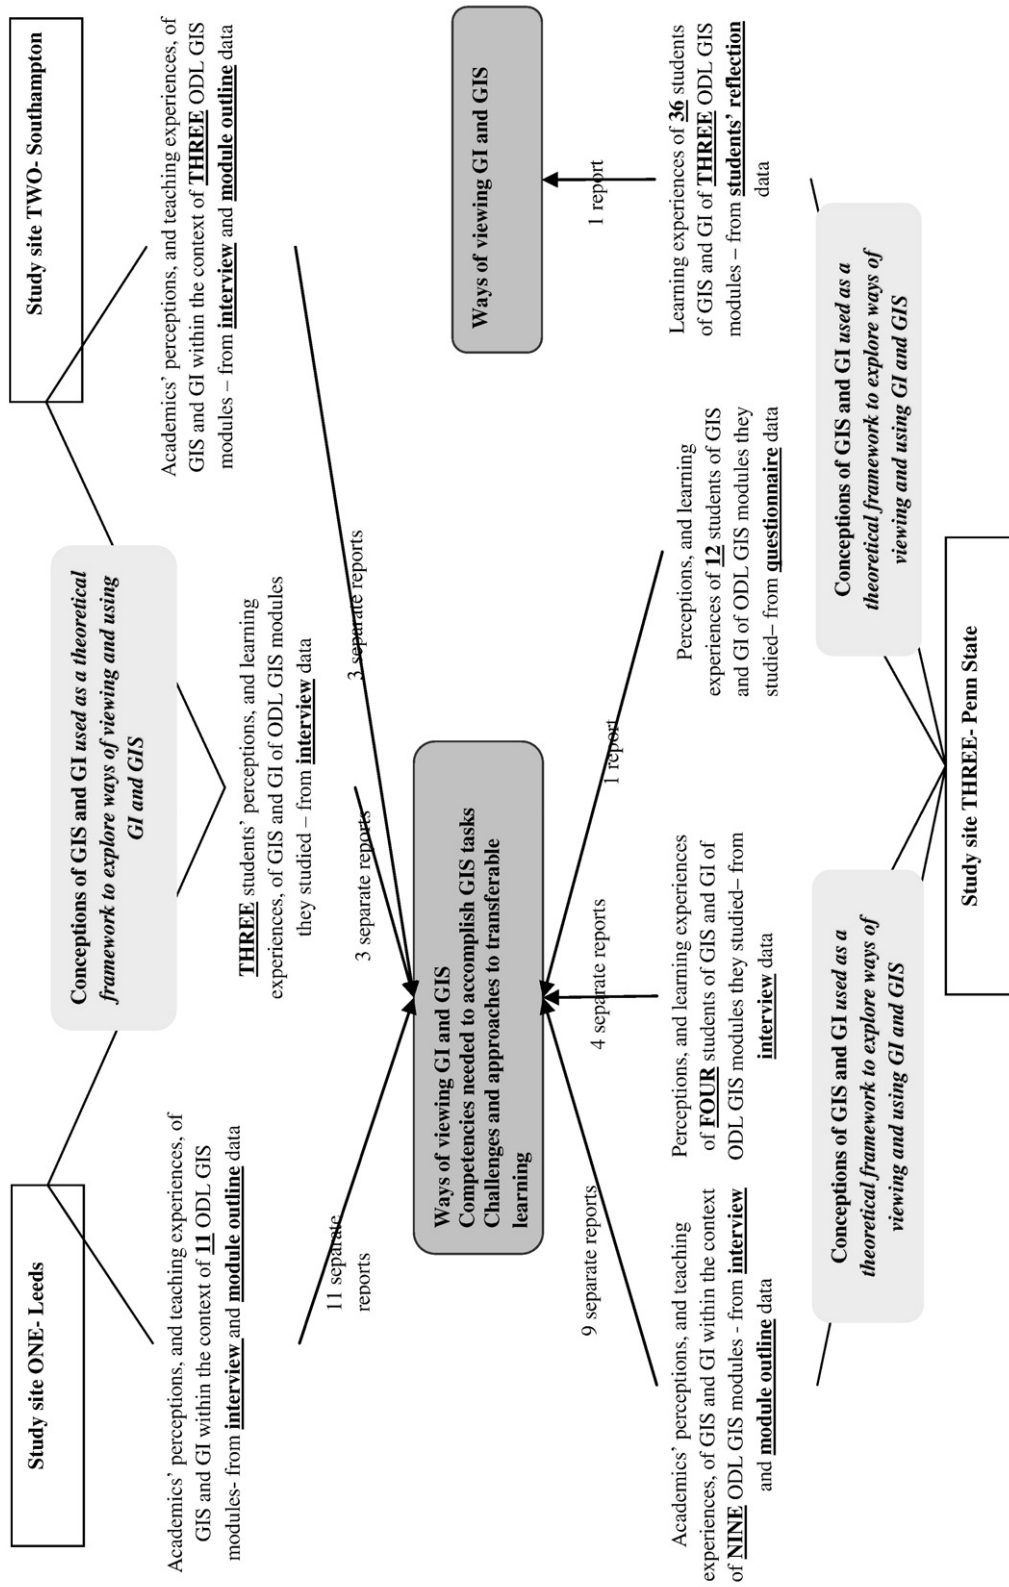 Study site ONE- Leeds
Study site TWO- Southampton
Conceptions of GIS and GI used as a theoretical
framework to explore ways of viewing and using
GI and GIS
Academics' perceptions, and teaching experiences, of
GIS and GI within the context of 11 ODL GIS
modules- from interview and module outline data
THREE students' perceptions, and learning
experiences, of GIS and GI of ODL GIS modules
they studied – from interview data
Academics' perceptions, and teaching experiences, of
GIS and GI within the context of THREE ODL GIS
modules – from interview and module outline data
11 separate
reports
3 separate reports
3 separate reports
Ways of viewing GI and GIS
Competencies needed to accomplish GIS tasks
Challenges and approaches to transferable
learning
Ways of viewing GI and GIS
9 separate reports
4 separate reports
1 report
1 report
Academics' perceptions, and teaching
experiences, of GIS and GI within the context
of NINE ODL GIS modules - from interview
and module outline data
Perceptions, and learning experiences
of FOUR students of GIS and GI of
ODL GIS modules they studied– from
interview data
Perceptions, and learning
experiences of 12 students of GIS
and GI of ODL GIS modules they
studied– from questionnaire data
Learning experiences of 36 students
of GIS and GI of THREE ODL GIS
modules – from students' reflection
data
Conceptions of GIS and GI used as a
theoretical framework to explore ways of
viewing and using GI and GIS
Conceptions of GIS and GI used as a
theoretical framework to explore ways of
viewing and using GI and GIS
Study site THREE- Penn State